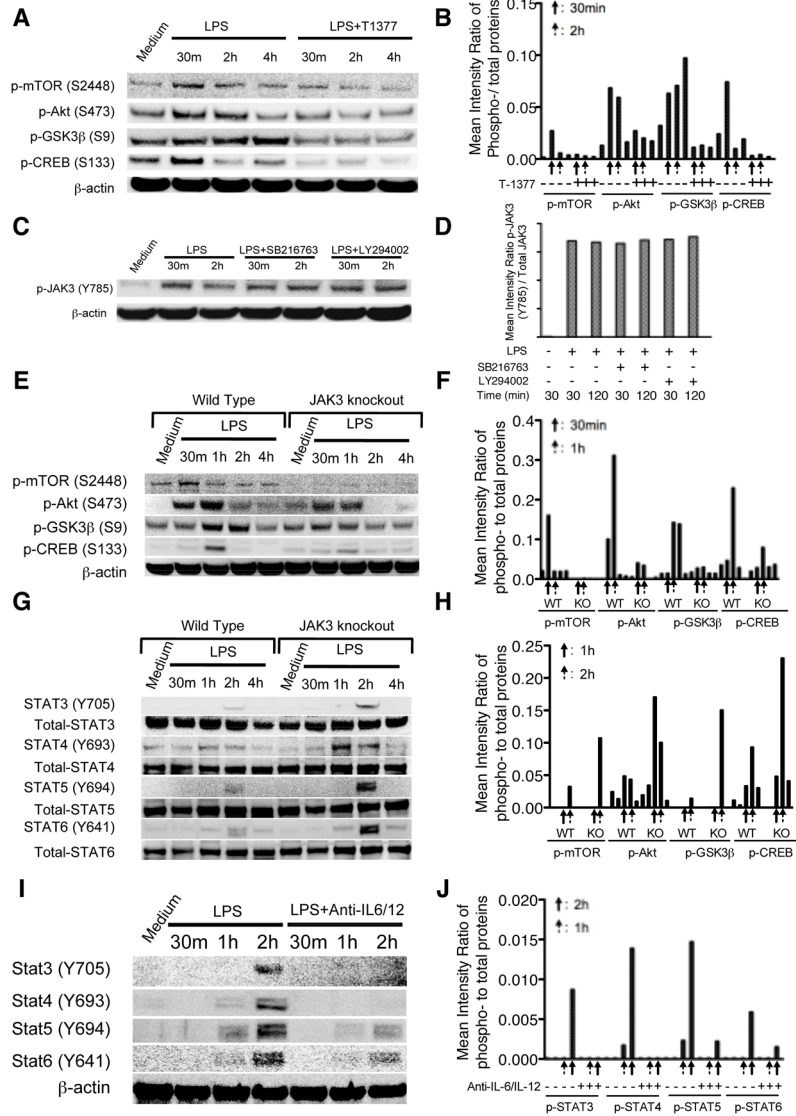 A
Medium
LPS
LPS+T1377
30m 2h 4h 30m 2h 4h
p-mTOR (S2448)
p-Akt (S473)
p-GSK3β (S9)
p-CREB (S133)
β-actin
B
Mean Intensity Ratio of
Phospho-/ total proteins
0.15
0.10
0.05
0.00
: 30min
: 2h
T-1377
- - - - + + + - - - - + + + - - - - + + + - - - - + + +
p-mTOR p-Akt p-GSK3β p-CREB
C
Medium
LPS LPS+SB216763 LPS+LY294002
30m 2h 30m 2h 30m 2h
p-JAK3 (Y785)
β-actin
D
Mean Intensity Ratio p-JAK3
(Y785) / Total JAK3
LPS - + + + + + +
SB216763 - - - + + - -
LY294002 - - - - - + +
Time (min) 30 30 120 30 120 30 120
E
Wild Type JAK3 knockout
Medium LPS Medium LPS
30m 1h 2h 4h 30m 1h 2h 4h
p-mTOR (S2448)
p-Akt (S473)
p-GSK3β (S9)
p-CREB (S133)
β-actin
F
Mean Intensity Ratio of
phospho- to total proteins
0.4
0.3
0.2
0.1
0.0
: 30min
: 1h
WT KO WT KO WT KO WT KO
p-mTOR p-Akt p-GSK3β p-CREB
G
Wild Type JAK3 knockout
Medium LPS Medium LPS
30m 1h 2h 4h 30m 1h 2h 4h
STAT3 (Y705)
Total-STAT3
STAT4 (Y693)
Total-STAT4
STAT5 (Y694)
Total-STAT5
STAT6 (Y641)
Total-STAT6
H
Mean Intensity Ratio of
phospho- to total proteins
0.25
0.20
0.15
0.10
0.05
0.00
: 1h
: 2h
WT KO WT KO WT KO WT KO
p-mTOR p-Akt p-GSK3β p-CREB
I
Medium
LPS LPS+Anti-IL6/12
30m 1h 2h 30m 1h 2h
Stat3 (Y705)
Stat4 (Y693)
Stat5 (Y694)
Stat6 (Y641)
β-actin
J
Mean Intensity Ratio of
phospho- to total proteins
0.020
0.015
0.010
0.005
0.000
: 2h
: 1h
Anti-IL-6/IL-12 - - - - + + + - - - - + + + - - - - + + + - - - - + + +
p-STAT3 p-STAT4 p-STAT5 p-STAT6